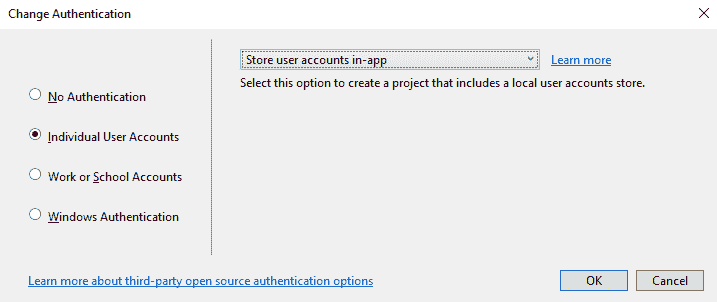 Change Authentication
Store user accounts in-app
Learn more
Select this option to create a project that includes a local user accounts store.
No Authentication
Individual User Accounts
Work or School Accounts
Windows Authentication
Learn more about third-party open source authentication options
OK
Cancel